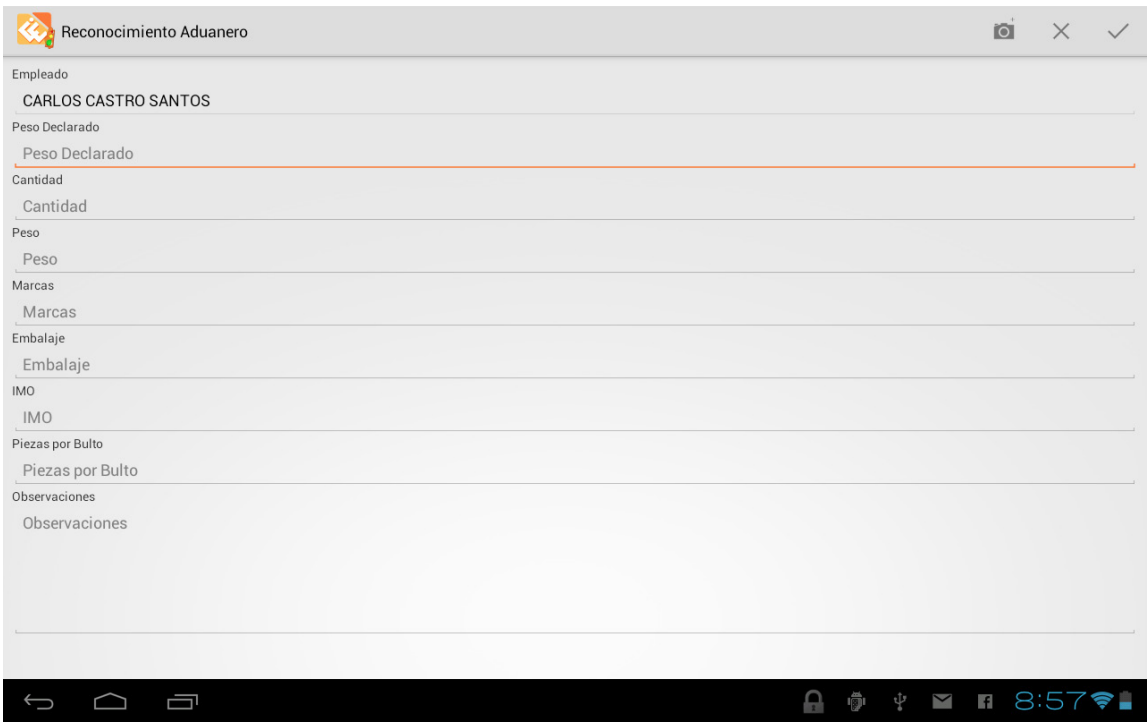 Reconocimiento Aduanero
Empleado
CARLOS CASTRO SANTOS
Peso Declarado
Peso Declarado
Cantidad
Cantidad
Peso
Peso
Marcas
Marcas
Embalaje
Embalaje
IMO
IMO
Piezas por Bulto
Piezas por Bulto
Observaciones
Observaciones
8:57